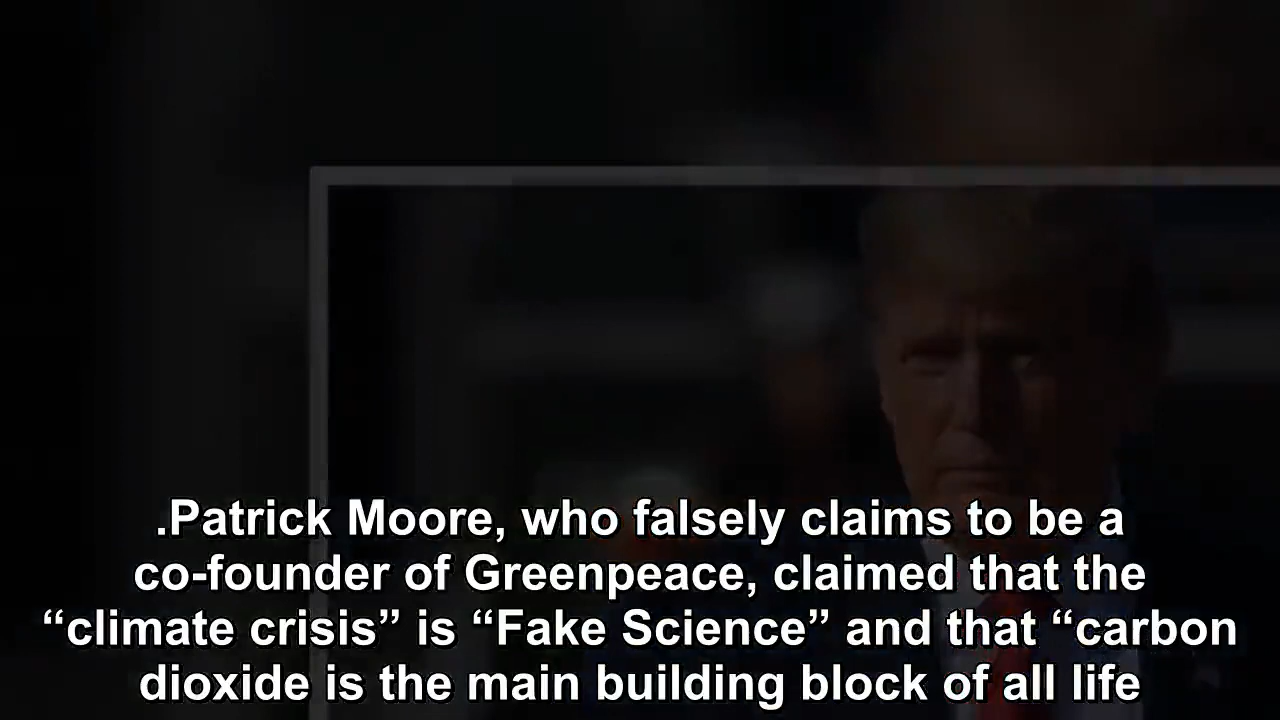 .Patrick Moore, who falsely claims to be a
co-founder of Greenpeace, claimed that the
“climate crisis” is “Fake Science” and that “carbon
dioxide is the main building block of all life